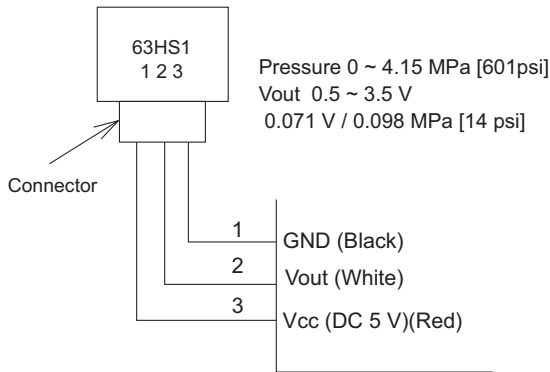 63HS1
1 2 3
Pressure 0 ~ 4.15 MPa [601psi]
Vout 0.5 ~ 3.5 V
0.071 V / 0.098 MPa [14 psi]
Connector
1
GND (Black)
2
Vout (White)
3
Vcc (DC 5 V)(Red)